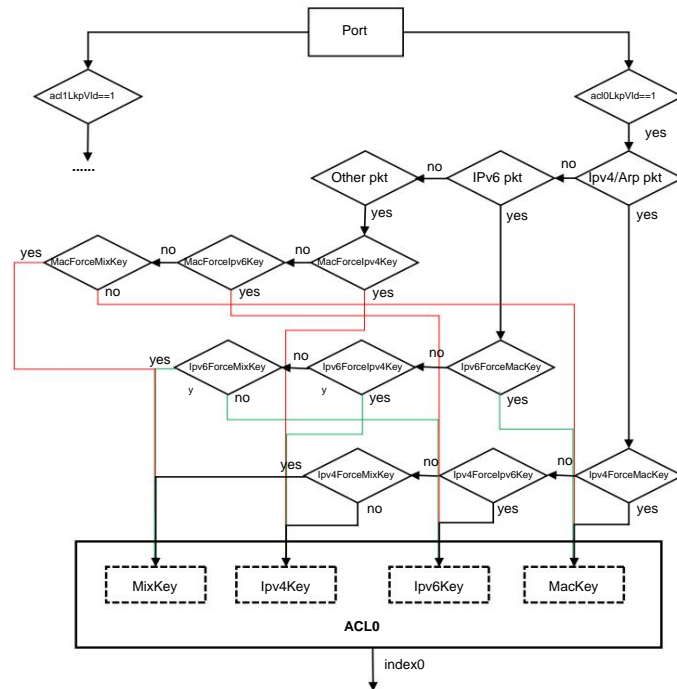 Port
acl1LkpVld==1
acl0LkpVld==1
yes
......
no
no
Other pkt
IPv6 pkt
Ipv4/Arp pkt
yes
yes
yes
yes
no
no
MacForceMixKey
MacForceIpv6Key
MacForceIpv4Key
no
yes
yes
yes
no
no
Ipv6ForceMixKey
y
Ipv6ForceIpv4Key
y
Ipv6ForceMacKey
no
yes
yes
yes
no
no
Ipv4ForceMixKey
Ipv4ForceIpv6Key
Ipv4ForceMacKey
no
yes
yes
MixKey
Ipv4Key
Ipv6Key
MacKey
ACL0
index0